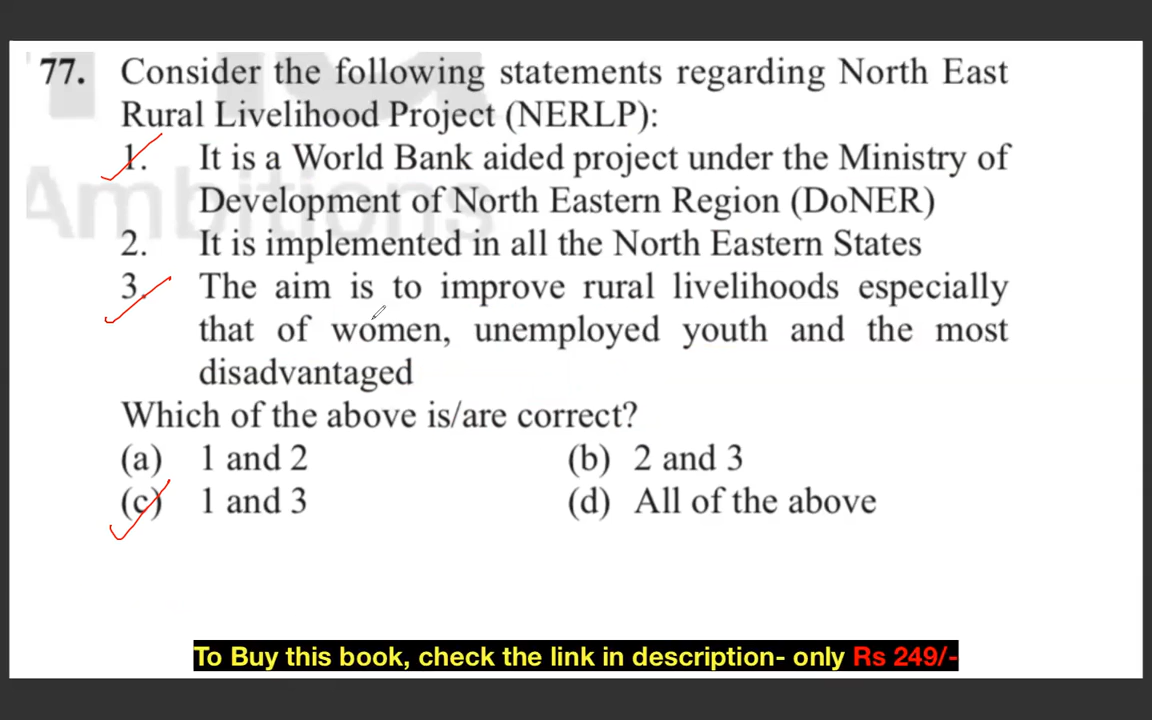 77. Consider the following statements regarding North East
Rural Livelihood Project (NERLP):
1. It is a World Bank aided project under the Ministry of
Development of North Eastern Region (DoNER)
2. It is implemented in all the North Eastern States
3. The aim is to improve rural livelihoods especially
that of women, unemployed youth and the most
disadvantaged
Which of the above is/are correct?
(a) 1 and 2 (b) 2 and 3
(c) 1 and 3 (d) All of the above
Ambitions
To Buy this book, check the link in description- only Rs 249/-